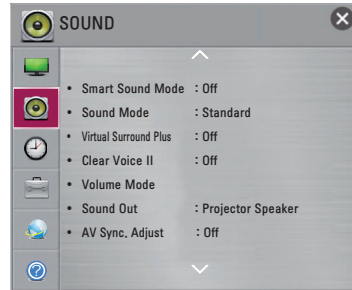 SOUND
• Smart Sound Mode : Off
• Sound Mode : Standard
• Virtual Surround Plus : Off
• Clear Voice II : Off
• Volume Mode
• Sound Out : Projector Speaker
• AV Sync. Adjust : Off